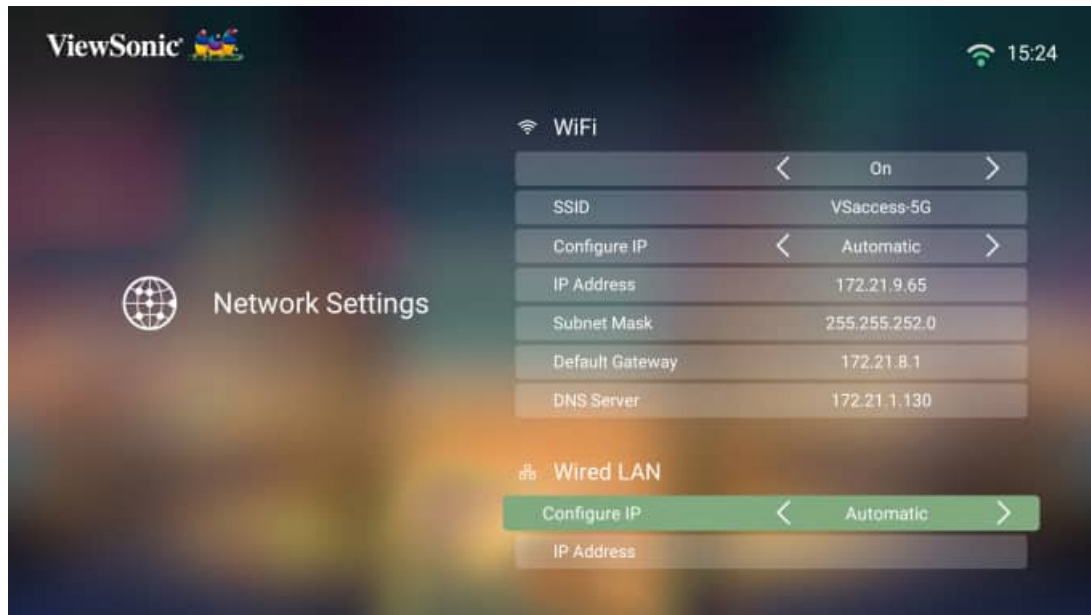 ViewSonic
15:24
WiFi
On
SSID VSaccess-5G
Configure IP Automatic
IP Address 172.21.9.65
Network Settings
Subnet Mask 255.255.252.0
Default Gateway 172.21.8.1
DNS Server 172.21.1.130
Wired LAN
Configure IP Automatic
IP Address